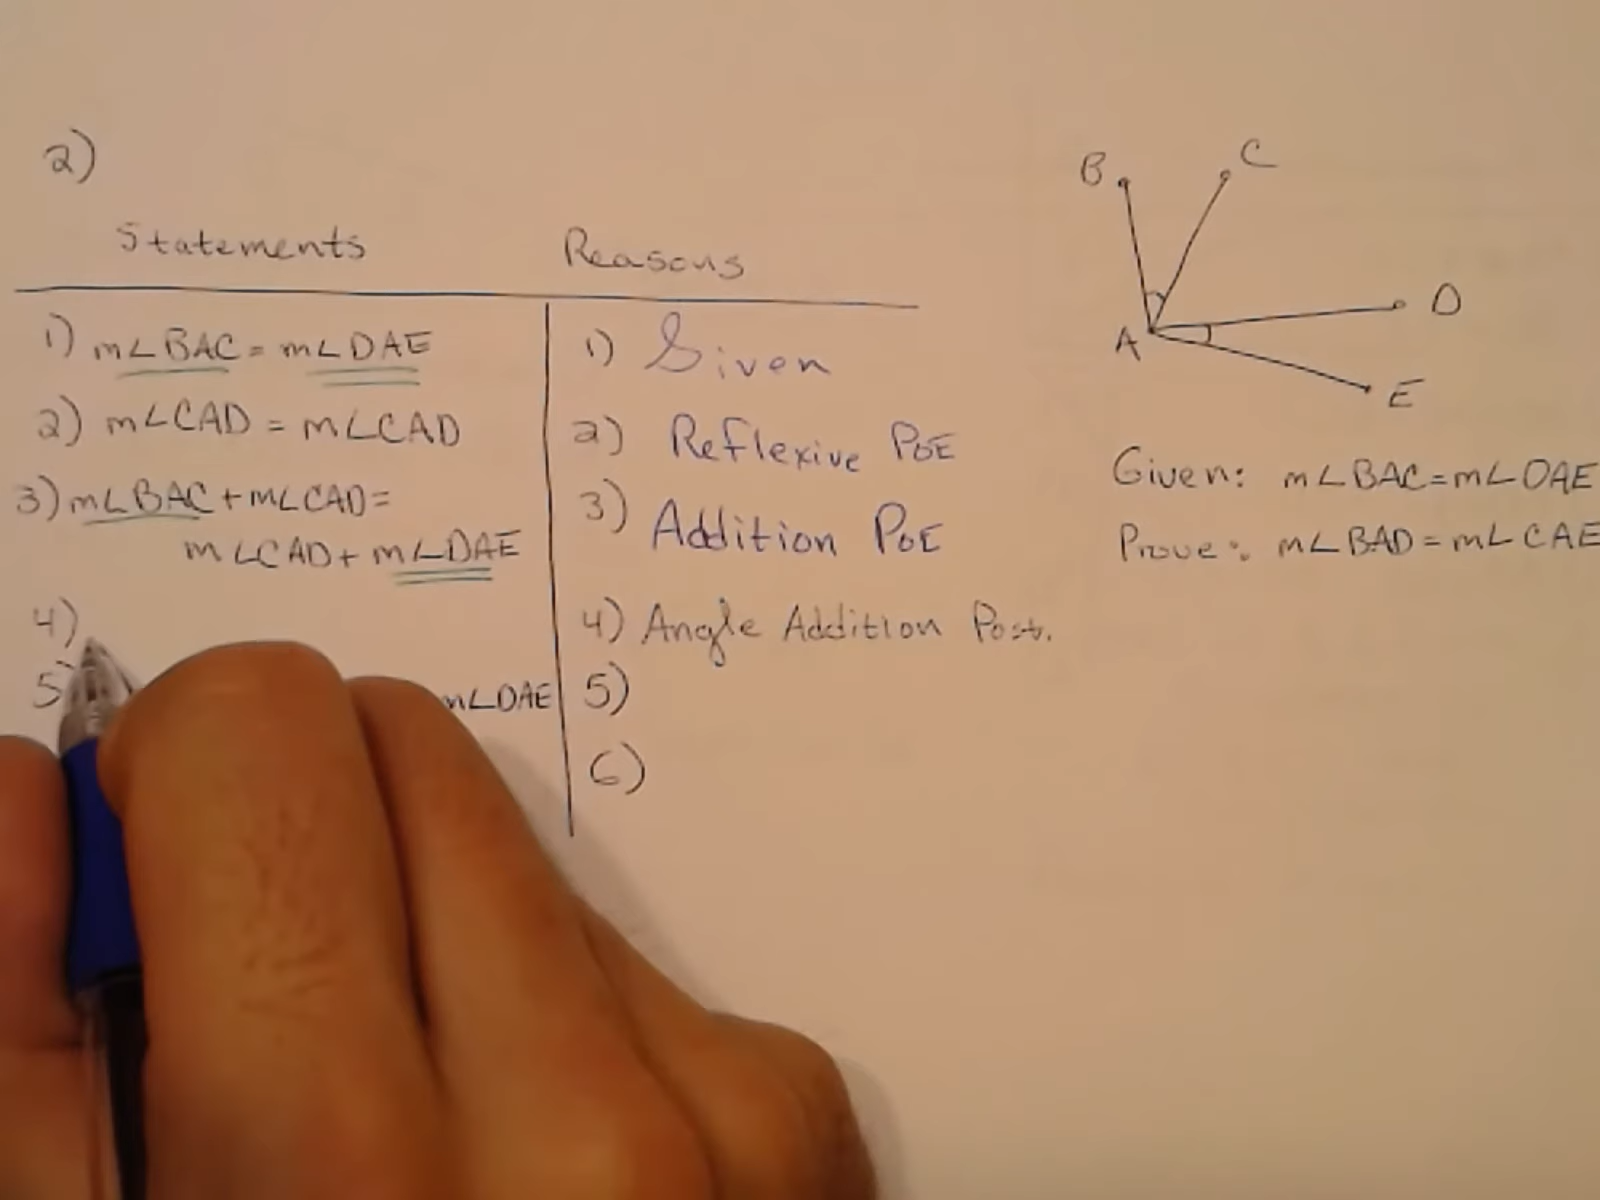 2)
Statements
Reasons
1) m∠BAC = m∠DAE
1) Given
2) m∠CAD = m∠CAD
2) Reflexive PoE
3) m∠BAC + m∠CAD =
m∠CAD + m∠DAE
3) Addition PoE
4)
4) Angle Addition Post.
5) m∠DAE
5)
6)
B
C
D
A
E
Given: m∠BAC = m∠DAE
Prove: m∠BAD = m∠CAE